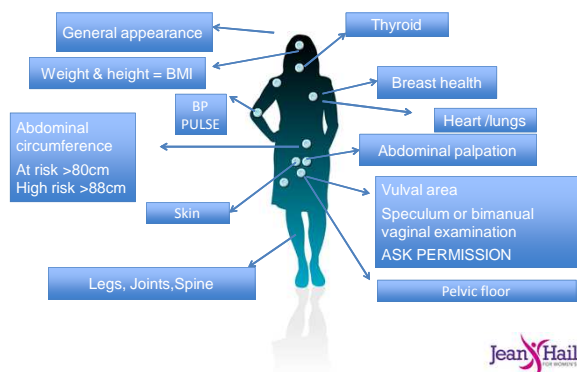 General appearance
Thyroid
Weight & height = BMI
Breast health
BP
PULSE
Heart /lungs
Abdominal
circumference
At risk >80cm
High risk >88cm
Abdominal palpation
Vulval area
Speculum or bimanual
vaginal examination
ASK PERMISSION
Skin
Legs, Joints,Spine
Pelvic floor
Jean Hail
FOR WOMEN'S